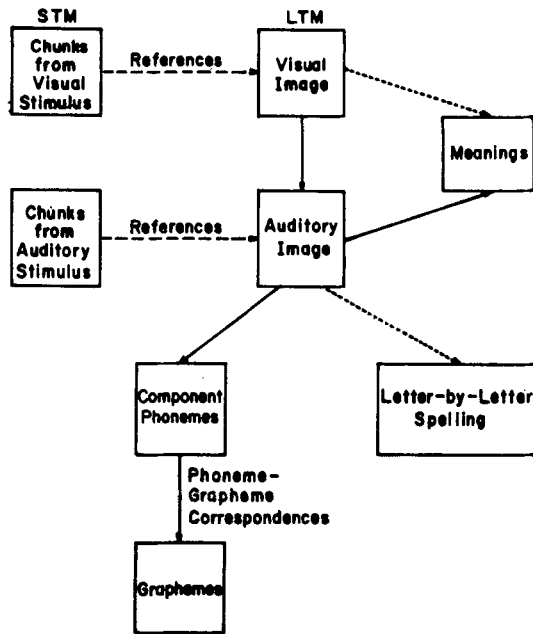 STM
LTM
Chunks
from
Visual
Stimulus
References
Visual
Image
Meanings
Chunks
from
Auditory
Stimulus
References
Auditory
Image
Component
Phonemes
Letter-by-Letter
Spelling
Phoneme-
Grapheme
Correspondences
Graphemes